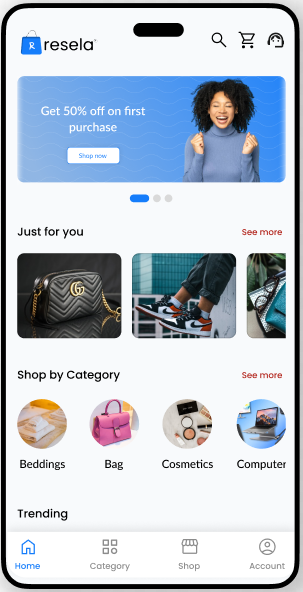 R resela
Get 50% off on first
purchase
Shop now
Just for you
See more
Shop by Category
See more
Beddings
Bag
Cosmetics
Computer
Trending
Home
Category
Shop
Account